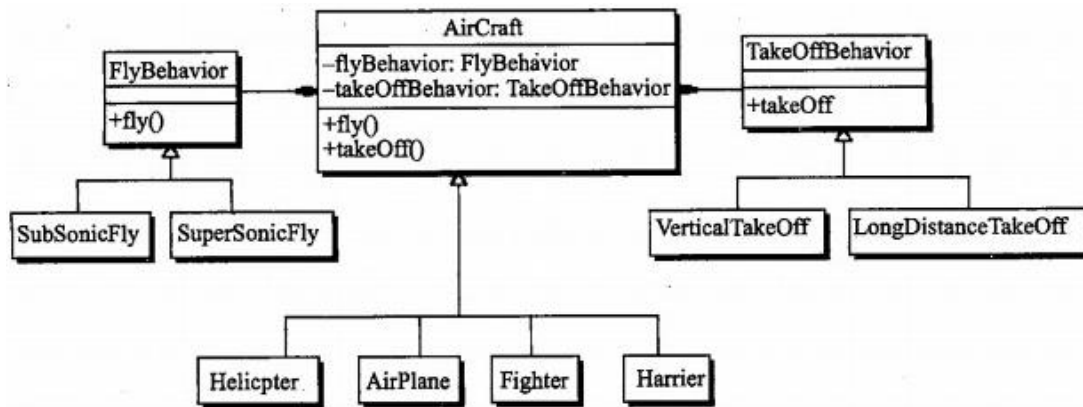 AirCraft
–flyBehavior: FlyBehavior
–takeOffBehavior: TakeOffBehavior
+fly()
+takeOff()
FlyBehavior
+fly()
TakeOffBehavior
+takeOff
SubSonicFly
SuperSonicFly
VerticalTakeOff
LongDistanceTakeOff
Helicpter
AirPlane
Fighter
Harrier